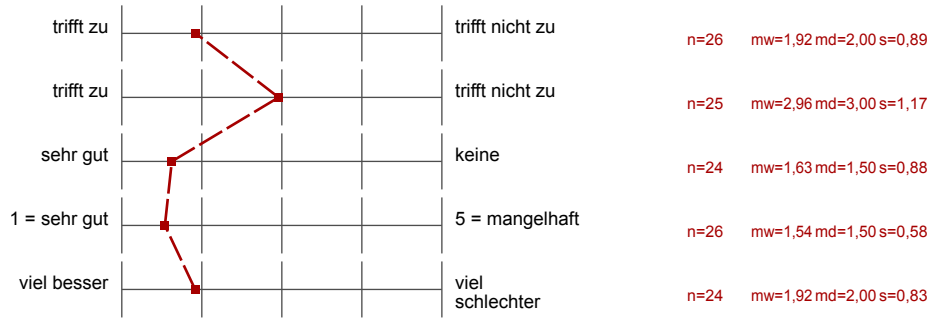 trifft zu trifft nicht zu n=26 mw=1,92 md=2,00 s=0,89
trifft zu trifft nicht zu n=25 mw=2,96 md=3,00 s=1,17
sehr gut keine n=24 mw=1,63 md=1,50 s=0,88
1 = sehr gut 5 = mangelhaft n=26 mw=1,54 md=1,50 s=0,58
viel besser viel
schlechter n=24 mw=1,92 md=2,00 s=0,83